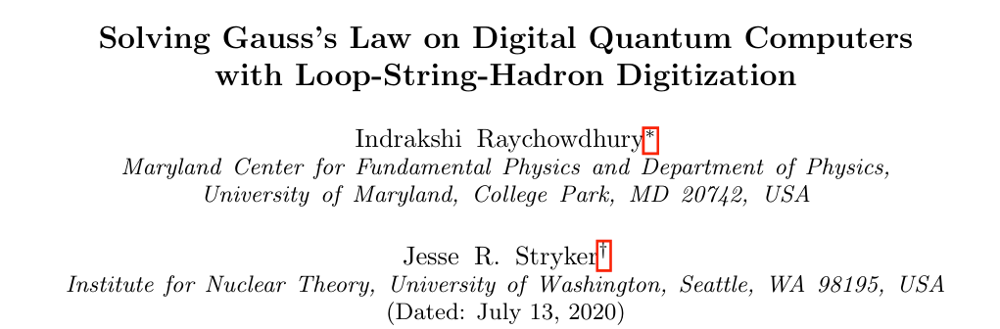 Solving Gauss's Law on Digital Quantum Computers
with Loop-String-Hadron Digitization
Indrakshi Raychowdhury*
Maryland Center for Fundamental Physics and Department of Physics,
University of Maryland, College Park, MD 20742, USA
Jesse R. Stryker†
Institute for Nuclear Theory, University of Washington, Seattle, WA 98195, USA
(Dated: July 13, 2020)